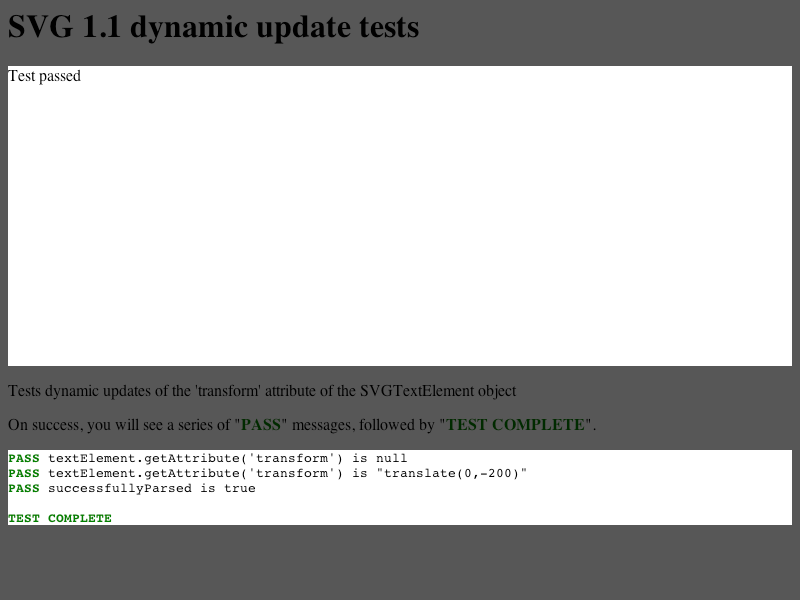 SVG 1.1 dynamic update tests
Test passed
Tests dynamic updates of the 'transform' attribute of the SVGTextElement object
On success, you will see a series of "PASS" messages, followed by "TEST COMPLETE".
PASS textElement.getAttribute('transform') is null
PASS textElement.getAttribute('transform') is "translate(0,-200)"
PASS successfullyParsed is true
TEST COMPLETE